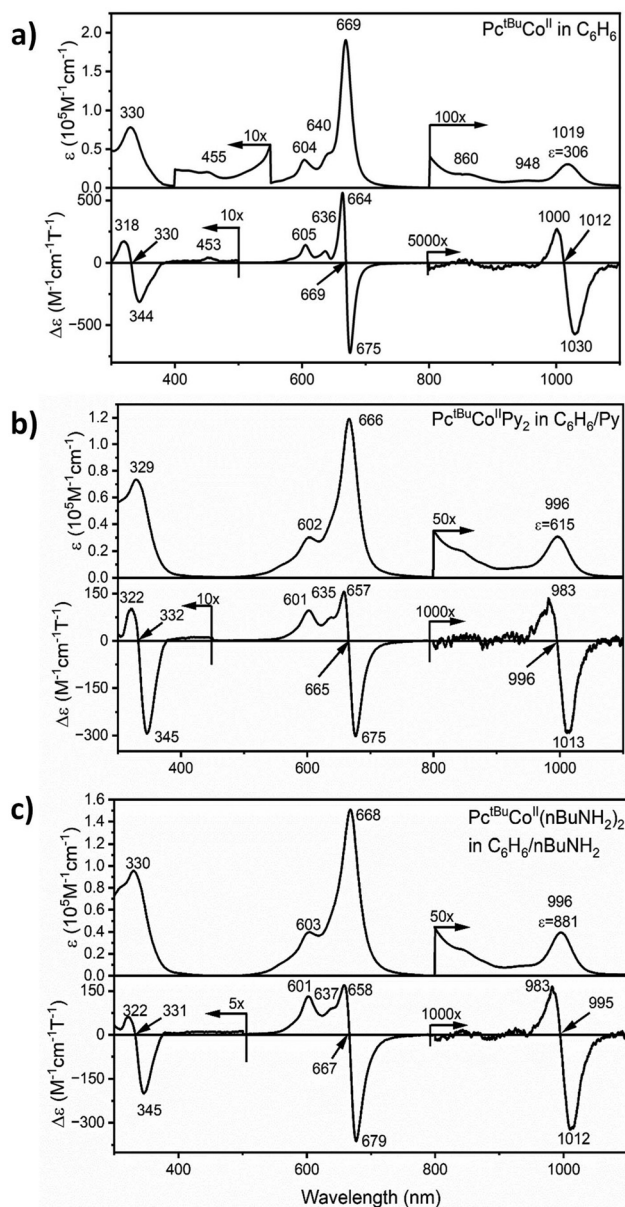 a)
Pc^tBuCo^II in C6H6
669
2.0
1.5
1.0
0.5
0.0
ε (10^5M^-1cm^-1)
330
10x
455
604
640
100x
860
948
1019
ε=306
500
0
-500
Δε (M^-1cm^-1T^-1)
318
330
344
10x
453
605
636
664
669
675
5000x
1000
1012
1030
400 600 800 1000
b)
Pc^tBuCo^IIPy2 in C6H6/Py
666
1.2
0.9
0.6
0.3
0.0
ε (10^5M^-1cm^-1)
329
602
50x
996
ε=615
150
0
-150
-300
Δε (M^-1cm^-1T^-1)
322
332
345
10x
601
635
657
665
675
1000x
983
996
1013
400 600 800 1000
c)
Pc^tBuCo^II(nBuNH2)2
in C6H6/nBuNH2
668
1.6
1.4
1.2
1.0
0.8
0.6
0.4
0.2
0.0
ε (10^5M^-1cm^-1)
330
603
50x
996
ε=881
150
0
-150
-300
Δε (M^-1cm^-1T^-1)
322
331
345
5x
601
637
658
667
679
1000x
983
995
1012
400 600 800 1000
Wavelength (nm)